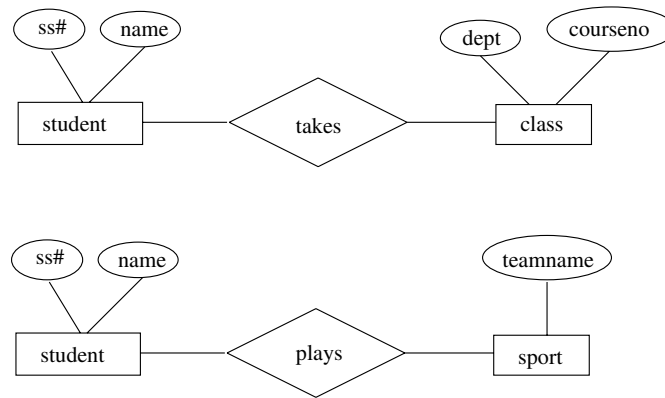 ss# name dept courseno
student takes class
ss# name teamname
student plays sport